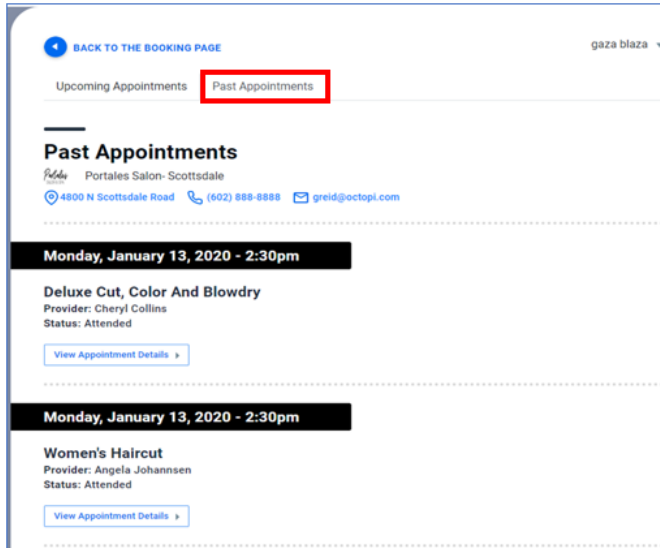 BACK TO THE BOOKING PAGE
gaza blaza
Upcoming Appointments Past Appointments
Past Appointments
Portales Portales Salon- Scottsdale
4800 N Scottsdale Road (602) 888-8888 greid@octopi.com
Monday, January 13, 2020 - 2:30pm
Deluxe Cut, Color And Blowdry
Provider: Cheryl Collins
Status: Attended
View Appointment Details
Monday, January 13, 2020 - 2:30pm
Women's Haircut
Provider: Angela Johannsen
Status: Attended
View Appointment Details